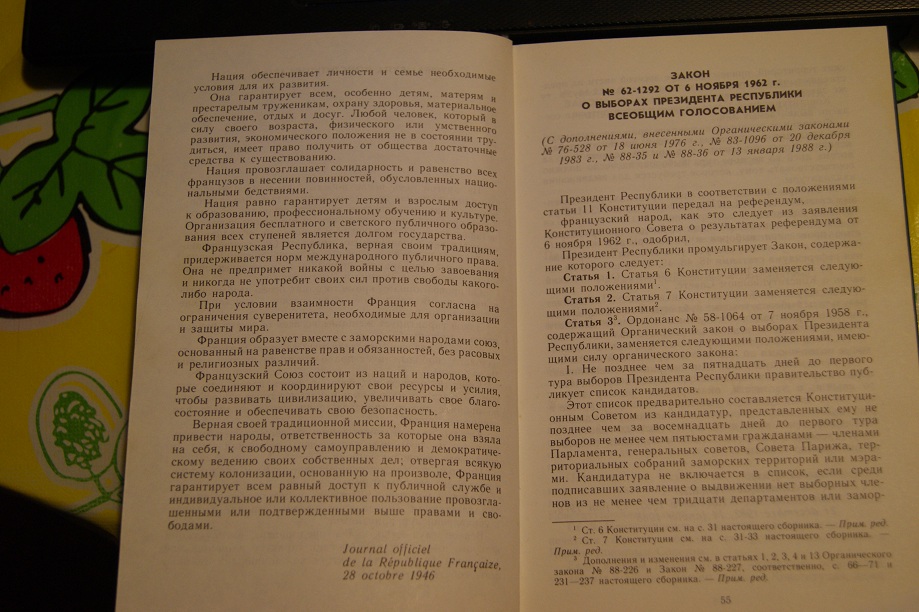 Нация обеспечивает личности и семье необходимые
условия для их развития.
Она гарантирует всем, особенно детям, матерям и
престарелым труженикам, охрану здоровья, материальное
обеспечение, отдых и досуг. Любой человек, который в
силу своего возраста, физического или умственного
развития, экономического положения не в состоянии тру-
диться, имеет право получить от общества достаточные
средства к существованию.
Нация провозглашает солидарность и равенство всех
французов в несении повинностей, обусловленных нацио-
нальными бедствиями.
Нация равно гарантирует детям и взрослым доступ
к образованию, профессиональному обучению и культуре.
Организация бесплатного и светского публичного образо-
вания всех ступеней является долгом государства.
Французская Республика, верная своим традициям,
придерживается норм международного публичного права.
Она не предпримет никакой войны с целью завоевания
и никогда не употребит своих сил против свободы какого-
либо народа.
При условии взаимности Франция согласна на
ограничения суверенитета, необходимые для организации
и защиты мира.
Франция образует вместе с заморскими народами союз,
основанный на равенстве прав и обязанностей, без расовых
и религиозных различий.
Французский Союз состоит из наций и народов, кото-
рые соединяют и координируют свои ресурсы и усилия,
чтобы развивать цивилизацию, увеличивать свое благо-
состояние и обеспечивать свою безопасность.
Верная своей традиционной миссии, Франция намерена
привести народы, ответственность за которые она взяла
на себя, к свободному самоуправлению и демократиче-
скому ведению своих собственных дел; отвергая всякую
систему колонизации, основанную на произволе, Франция
гарантирует всем равный доступ к публичной службе и
индивидуальное или коллективное пользование провозгла-
шенными или подтвержденными выше правами и сво-
бодами.
Journal officiel
de la République Française,
28 octobre 1946
ЗАКОН
№ 62-1292 ОТ 6 НОЯБРЯ 1962 г.
О ВЫБОРАХ ПРЕЗИДЕНТА РЕСПУБЛИКИ
ВСЕОБЩИМ ГОЛОСОВАНИЕМ
(С дополнениями, внесенными Органическими законами
№ 76-528 от 18 июня 1976 г., № 83-1096 от 20 декабря
1983 г., № 88-35 и № 88-36 от 13 января 1988 г.)
Президент Республики в соответствии с положениями
статьи 11 Конституции передал на референдум,
французский народ, как это следует из заявления
Конституционного Совета о результатах референдума от
6 ноября 1962 г., одобрил,
Президент Республики промульгирует Закон, содержа-
ние которого следует:
Статья 1. Статья 6 Конституции заменяется следую-
щими положениями¹.
Статья 2. Статья 7 Конституции заменяется следую-
щими положениями².
Статья 3³. Ордонанс № 58-1064 от 7 ноября 1958 г.,
содержащий Органический закон о выборах Президента
Республики, заменяется следующими положениями, имею-
щими силу органического закона:
I. Не позднее чем за пятнадцать дней до первого
тура выборов Президента Республики правительство пуб-
ликует список кандидатов.
Этот список предварительно составляется Конституци-
онным Советом из кандидатур, представленных ему не
позднее чем за восемнадцать дней до первого тура
выборов не менее чем пятьюстами гражданами — членами
Парламента, генеральных советов, Совета Парижа, тер-
риториальных собраний заморских территорий или мэра-
ми. Кандидатура не включается в список, если среди
подписавших заявление о выдвижении нет выборных чле-
нов из не менее чем тридцати департаментов или замор-
¹ Ст. 6 Конституции см. на с. 31 настоящего сборника. — Прим. ред.
² Ст. 7 Конституции см. на с. 31-33 настоящего сборника. —
Прим. ред.
³ Дополнения и изменения см. в статьях 1, 2, 3, 4 и 13 Органического
закона № 88-226 и Закон № 88-227, соответственно, с. 66—71 и
231—237 настоящего сборника. — Прим. ред.
55